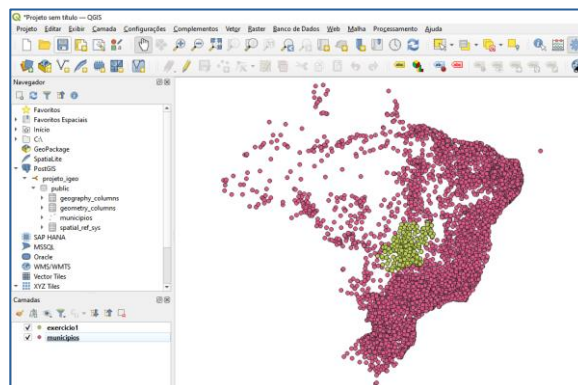 *Projeto sem título — QGIS
Projeto Editar Exibir Camada Configurações Complementos Vetor Raster Banco de Dados Web Malha Processamento Ajuda
Navegador
Favoritos
Favoritos Espaciais
Início
C:\
GeoPackage
SpatiaLite
PostGIS
projeto_igeo
public
geography_columns
geometry_columns
municipios
spatial_ref_sys
SAP HANA
MSSQL
Oracle
WMS/WMTS
Vector Tiles
XYZ Tiles
Camadas
exercicio1
municipios